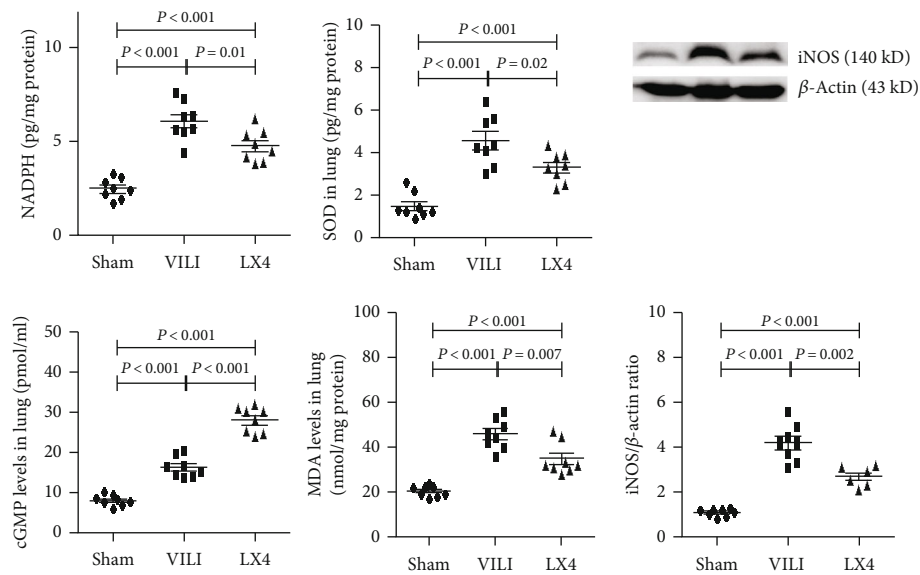 NADPH (pg/mg protein)
10
5
0
P < 0.001
P < 0.001
P = 0.01
Sham
VILI
LX4
SOD in lung (pg/mg protein)
10
8
6
4
2
0
P < 0.001
P < 0.001
P = 0.02
Sham
VILI
LX4
iNOS (140 kD)
β-Actin (43 kD)
cGMP levels in lung (pmol/ml)
50
40
30
20
10
0
P < 0.001
P < 0.001
P < 0.001
Sham
VILI
LX4
MDA levels in lung
(nmol/mg protein)
100
80
60
40
20
0
P < 0.001
P < 0.001
P = 0.007
Sham
VILI
LX4
iNOS/β-actin ratio
10
8
6
4
2
0
P < 0.001
P < 0.001
P = 0.002
Sham
VILI
LX4